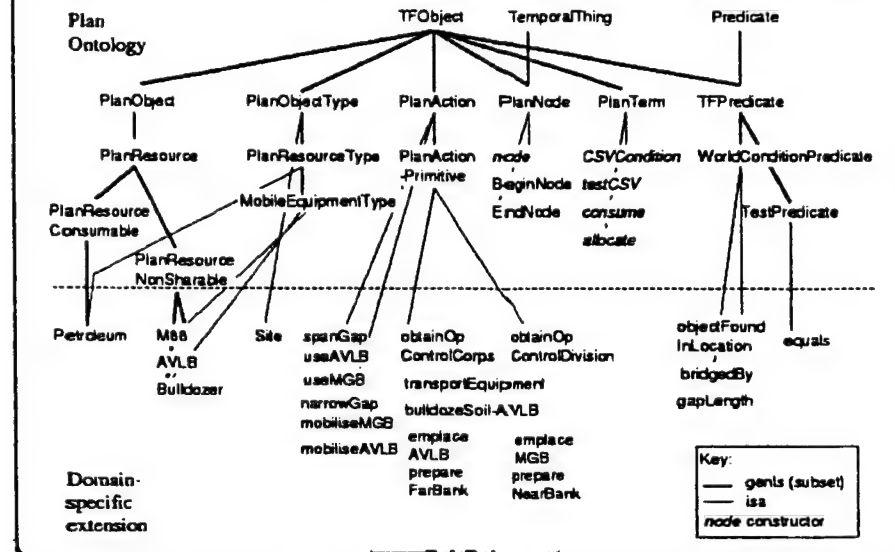 Plan
Ontology
TFObject
TemporalThing
Predicate
PlanObject
PlanObjectType
PlanAction
PlanNode
PlanTerm
TFPredicate
PlanResource
PlanResourceType
PlanAction
-Primitive
node
BeginNode
EndNode
CSVCondition
testCSV
consume
allocate
WorldConditionPredicate
TestPredicate
MobileEquipmentType
PlanResource
Consumable
PlanResource
NonSharable
Petroleum
MGB
AVLB
Bulldozer
Site
spanGap
useAVLB
useMGB
narrowGap
mobiliseMGB
mobiliseAVLB
obtainOp
ControlCorps
obtainOp
ControlDivision
transportEquipment
bulldozeSoil-AVLB
emplace
AVLB
prepare
FarBank
emplace
MGB
prepare
NearBank
objectFound
InLocation
bridgedBy
gapLength
equals
Domain-
specific
extension
Key:
genls (subset)
isa
node constructor